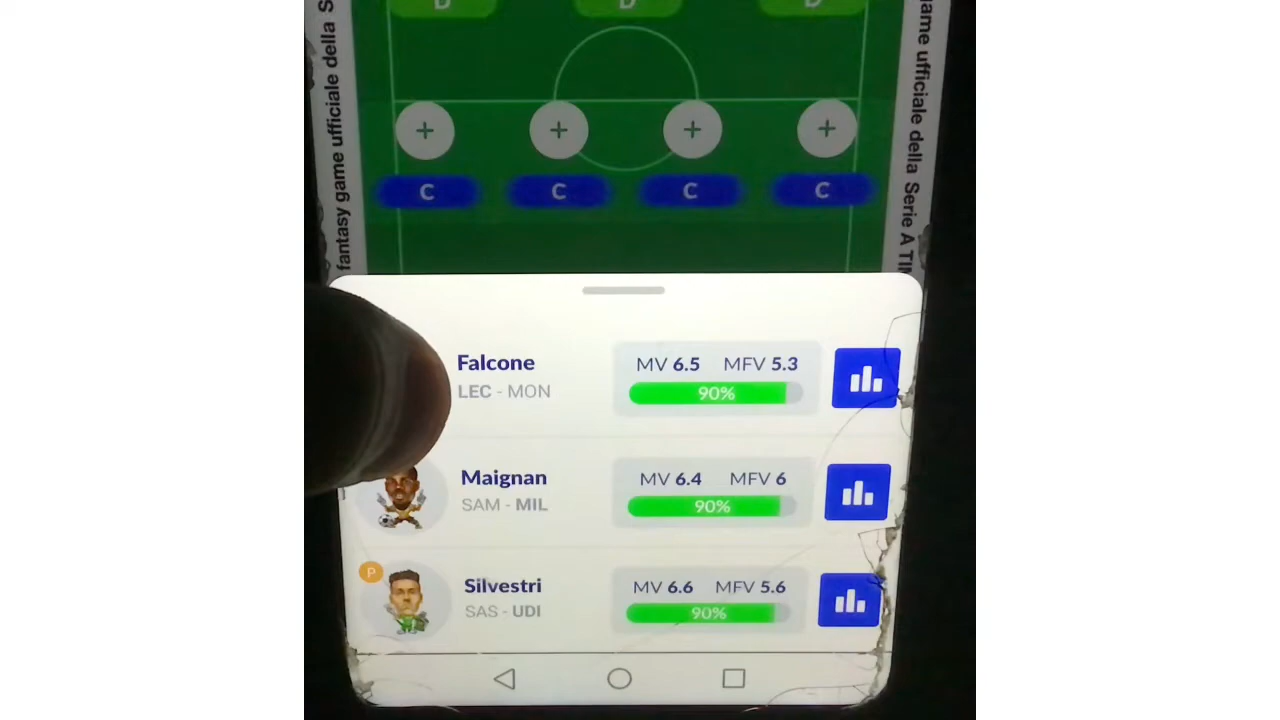 D D D
fantasy game ufficiale della S
game ufficiale della Serie A TIM
C C C C
Falcone
LEC - MON
MV 6.5 MFV 5.3
90%
Maignan
SAM - MIL
MV 6.4 MFV 6
90%
P
Silvestri
SAS - UDI
MV 6.6 MFV 5.6
90%